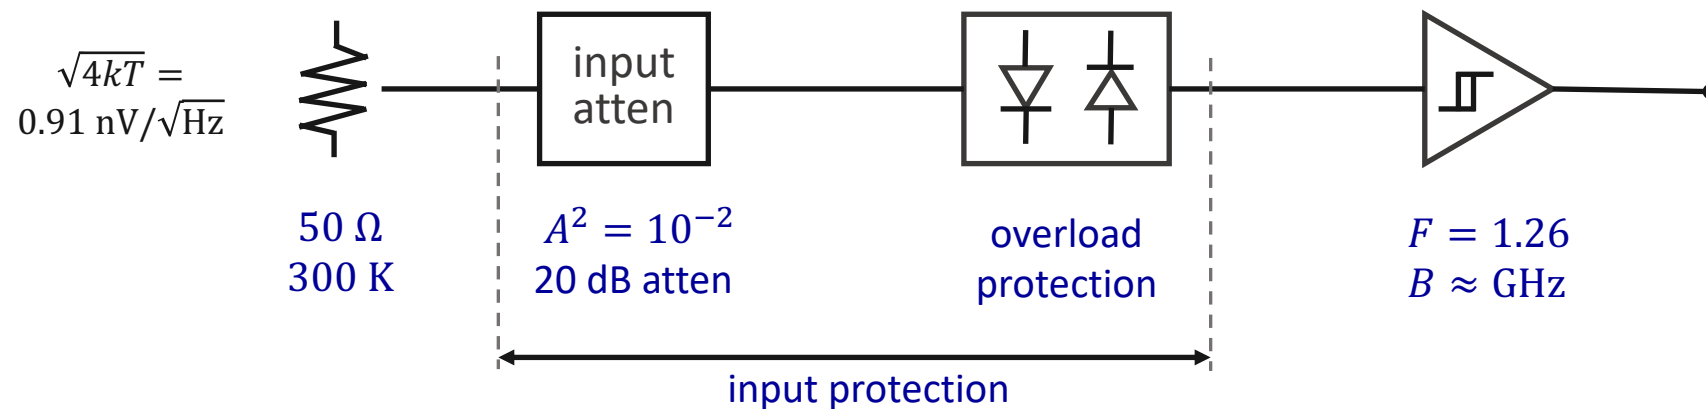 √4kT =
0.91 nV/√Hz
50 Ω
300 K
input
atten
A² = 10⁻²
20 dB atten
overload
protection
F = 1.26
B ≈ GHz
input protection